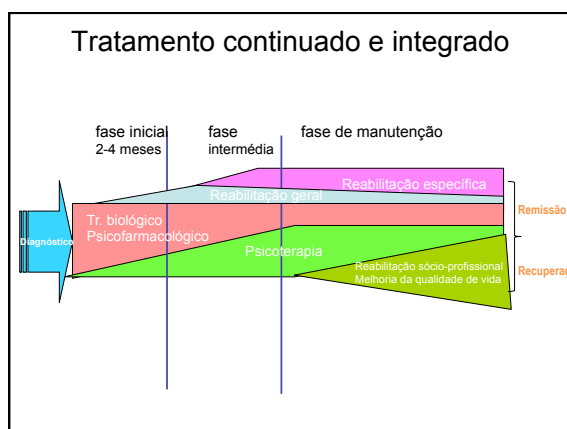 Tratamento continuado e integrado
fase inicial
2-4 meses
fase
intermédia
fase de manutenção
Reabilitação específica
Reabilitação geral
Tr. biológico
Psicofarmacológico
Diagnóstico
Psicoterapia
Reabilitação sócio-profissional
Melhoria da qualidade de vida
Remissão
Recuperaç